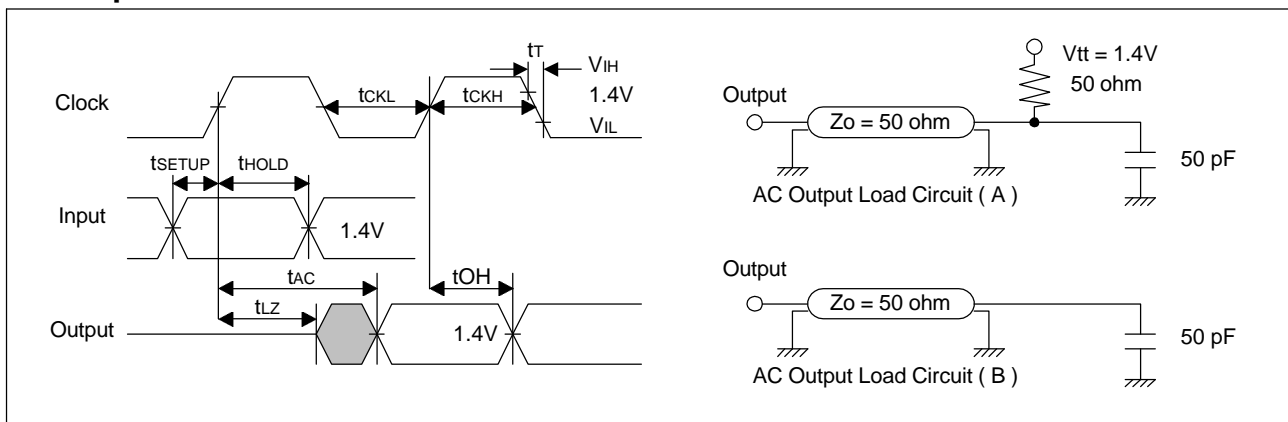 tT
VIH
Clock
tCKL
tCKH
1.4V
VIL
tSETUP
tHOLD
Input
1.4V
tAC
tOH
tLZ
Output
1.4V
Vtt = 1.4V
50 ohm
Output
Zo = 50 ohm
50 pF
AC Output Load Circuit ( A )
Output
Zo = 50 ohm
50 pF
AC Output Load Circuit ( B )